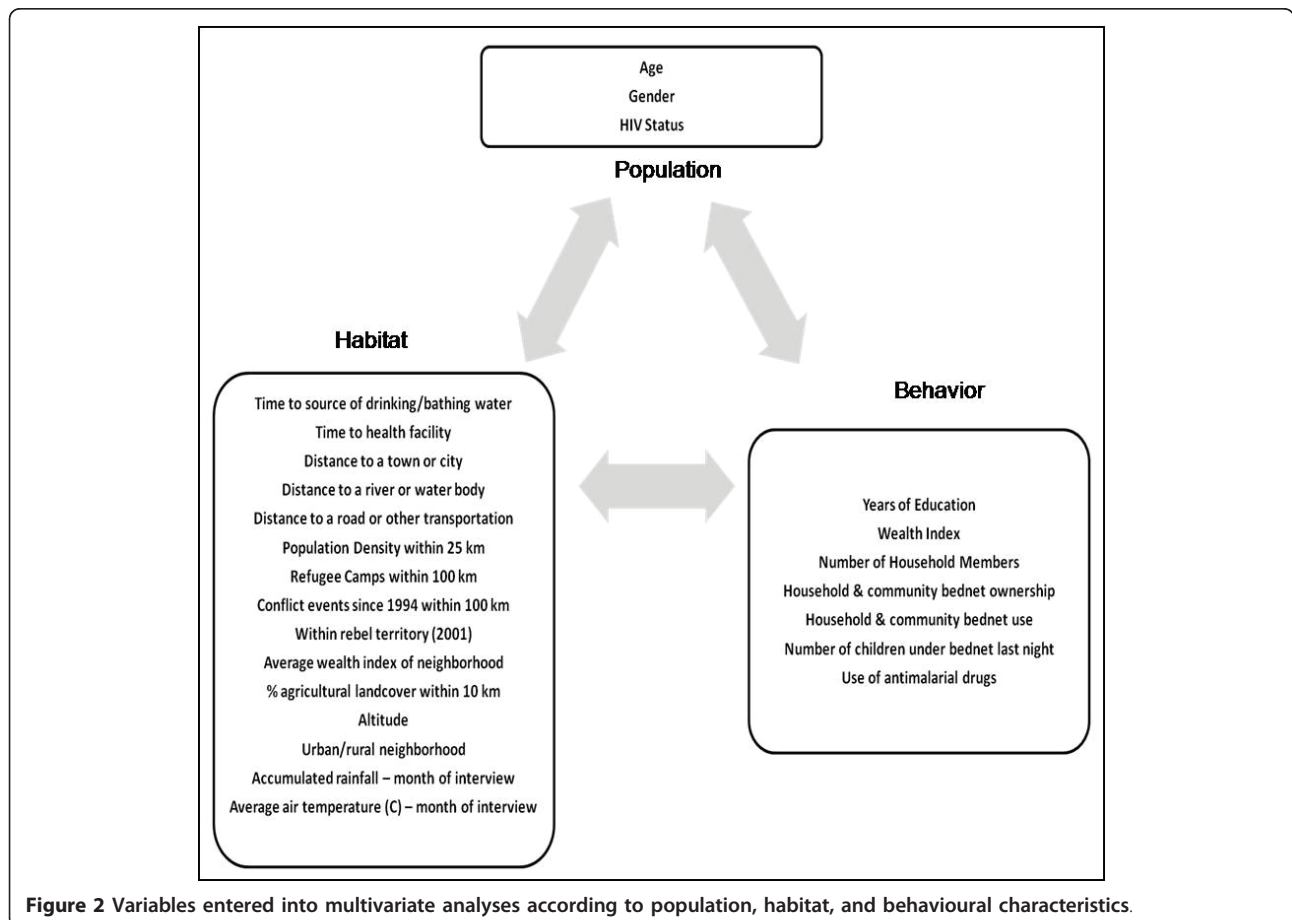 Age
Gender
HIV Status
Population
Habitat
Time to source of drinking/bathing water
Time to health facility
Distance to a town or city
Distance to a river or water body
Distance to a road or other transportation
Population Density within 25 km
Refugee Camps within 100 km
Conflict events since 1994 within 100 km
Within rebel territory (2001)
Average wealth index of neighborhood
% agricultural landcover within 10 km
Altitude
Urban/rural neighborhood
Accumulated rainfall – month of interview
Average air temperature (C) – month of interview
Behavior
Years of Education
Wealth Index
Number of Household Members
Household & community bednet ownership
Household & community bednet use
Number of children under bednet last night
Use of antimalarial drugs
Figure 2 Variables entered into multivariate analyses according to population, habitat, and behavioural characteristics.